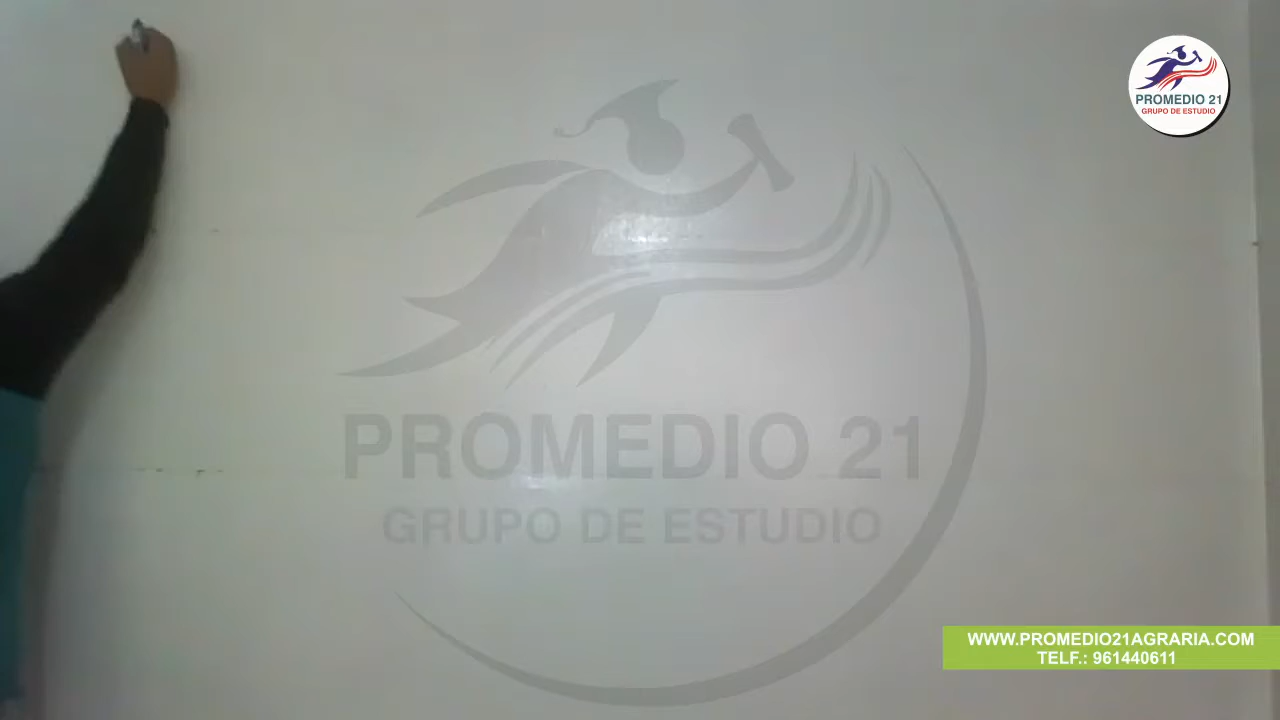 PROMEDIO 21
GRUPO DE ESTUDIO
PROMEDIO 21
GRUPO DE ESTUDIO
WWW.PROMEDIO21AGRARIA.COM
TELF.: 961440611